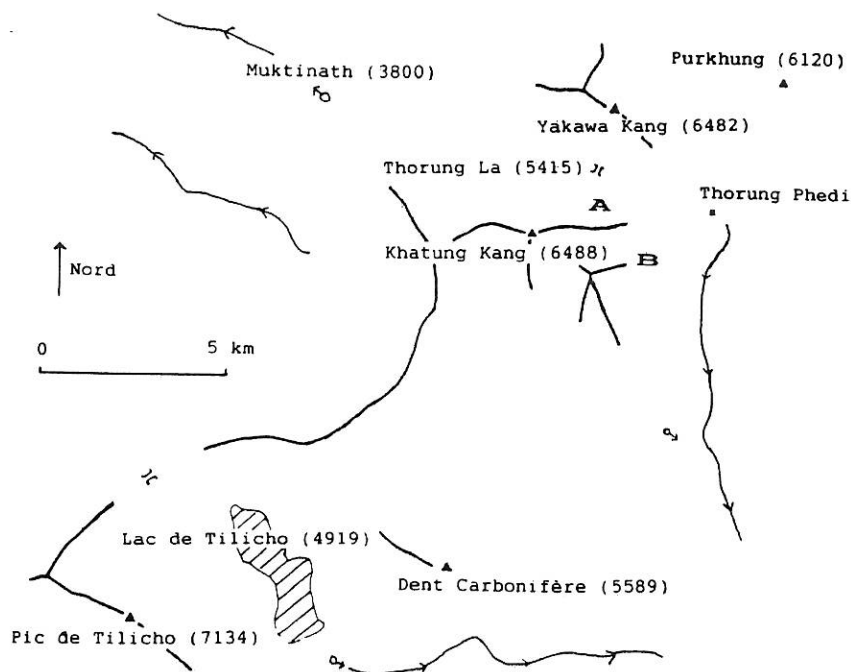 Muktinath (3800)
Purkhung (6120)
Yakawa Kang (6482)
Thorung La (5415)
Thorung Phedi
A
Khatung Kang (6488)
B
Nord
0 5 km
Lac de Tilicho (4919)
Dent Carbonifère (5589)
Pic de Tilicho (7134)